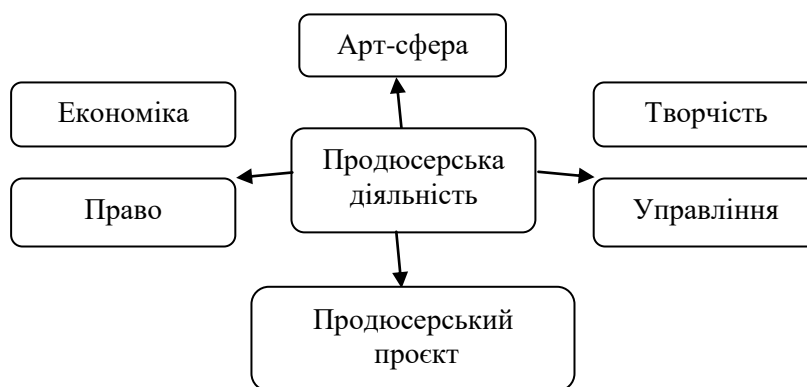 Арт-сфера
Економіка
Творчість
Продюсерська
діяльність
Право
Управління
Продюсерський
проєкт